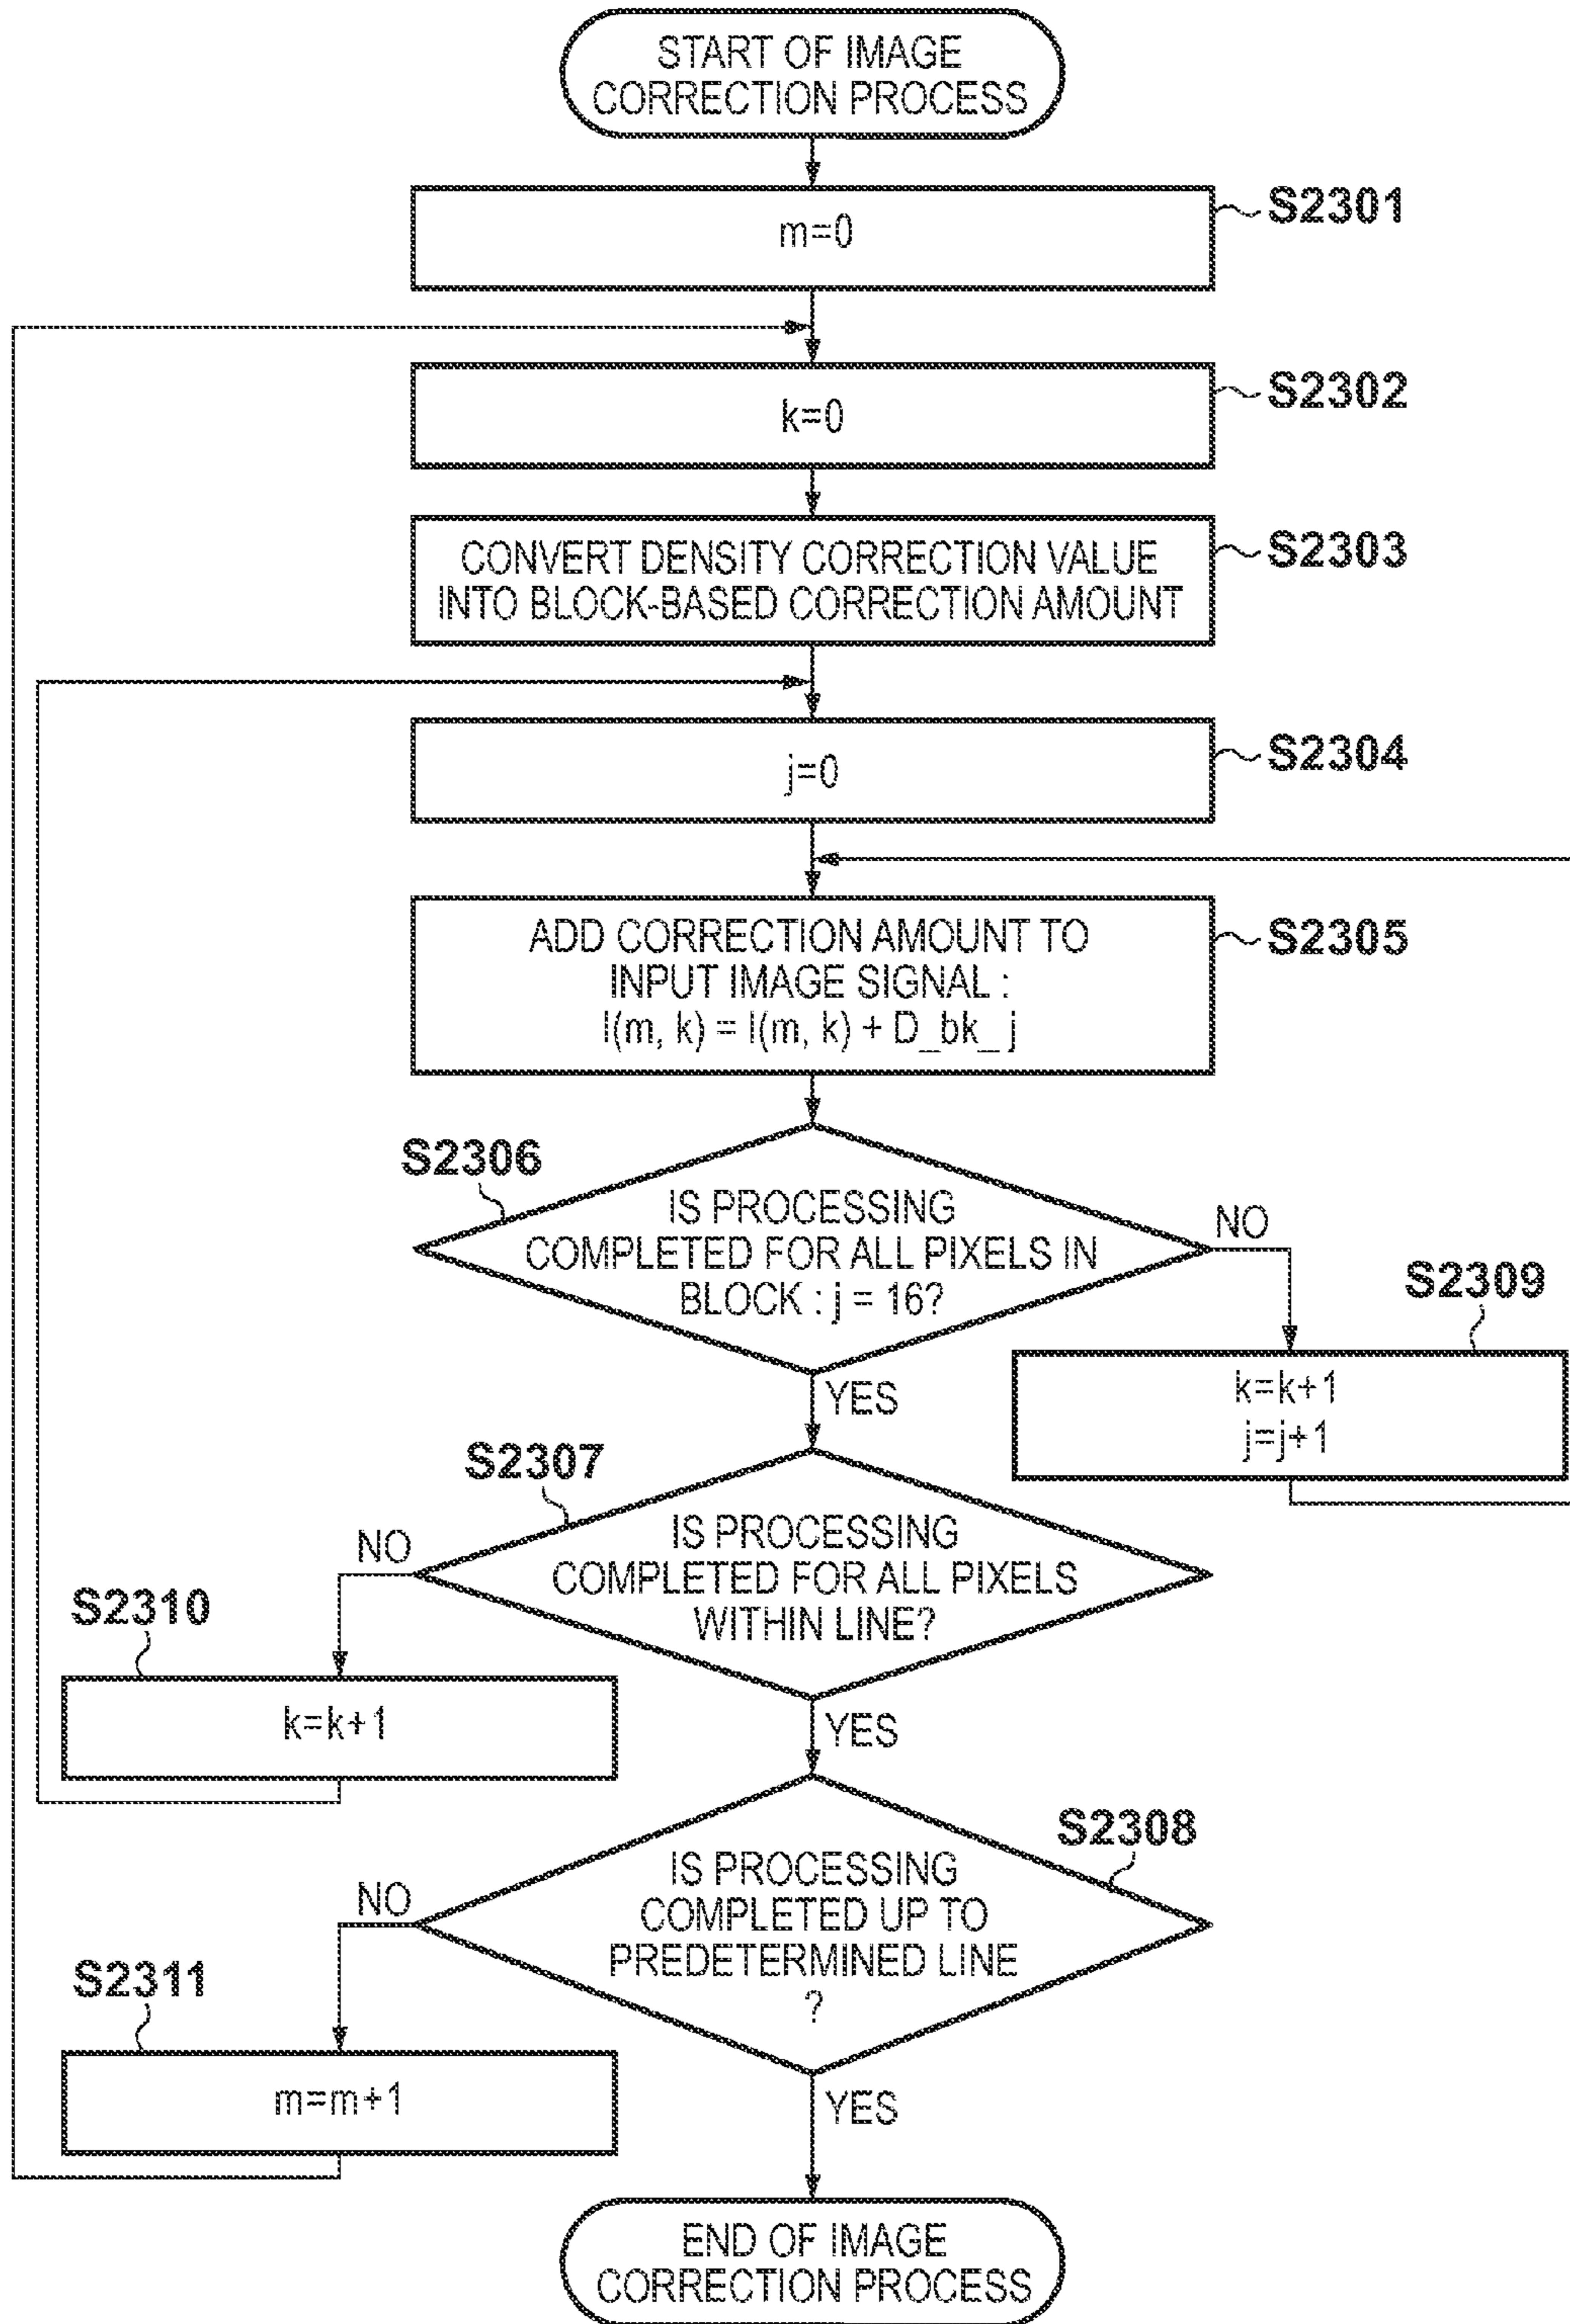 START OF IMAGE
CORRECTION PROCESS
S2301
m=0
S2302
k=0
S2303
CONVERT DENSITY CORRECTION VALUE
INTO BLOCK-BASED CORRECTION AMOUNT
S2304
j=0
S2305
ADD CORRECTION AMOUNT TO
INPUT IMAGE SIGNAL :
I(m, k) = I(m, k) + D_bk_ j
S2306
IS PROCESSING
COMPLETED FOR ALL PIXELS IN
BLOCK : j = 16?
NO
YES
S2309
k=k+1
j=j+1
S2307
IS PROCESSING
COMPLETED FOR ALL PIXELS
WITHIN LINE?
NO
YES
S2310
k=k+1
S2308
IS PROCESSING
COMPLETED UP TO
PREDETERMINED LINE
?
NO
YES
S2311
m=m+1
END OF IMAGE
CORRECTION PROCESS